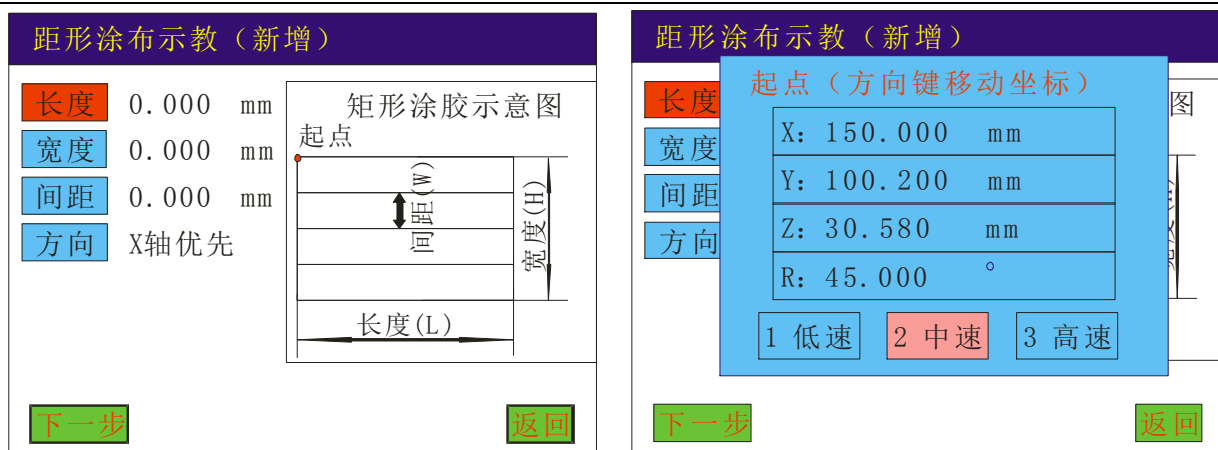 距形涂布示教（新增）
长度 0.000 mm
宽度 0.000 mm
间距 0.000 mm
方向 X轴优先
矩形涂胶示意图
起点
间距(W)
宽度(H)
长度(L)
下一步
返回
距形涂布示教（新增）
长度
宽度
间距
方向
图
起点（方向键移动坐标）
X: 150.000 mm
Y: 100.200 mm
Z: 30.580 mm
R: 45.000 °
1 低速 2 中速 3 高速
下一步
返回